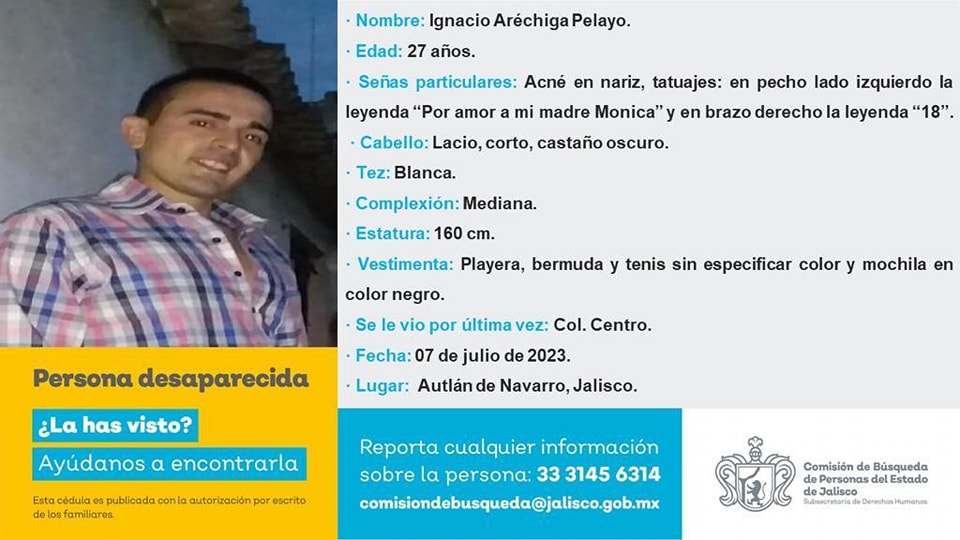 · Nombre: Ignacio Aréchiga Pelayo.
· Edad: 27 años.
· Señas particulares: Acné en nariz, tatuajes: en pecho lado izquierdo la
leyenda “Por amor a mi madre Monica” y en brazo derecho la leyenda “18”.
· Cabello: Lacio, corto, castaño oscuro.
· Tez: Blanca.
· Complexión: Mediana.
· Estatura: 160 cm.
· Vestimenta: Playera, bermuda y tenis sin especificar color y mochila en
color negro.
· Se le vio por última vez: Col. Centro.
· Fecha: 07 de julio de 2023.
· Lugar: Autlán de Navarro, Jalisco.
Persona desaparecida
¿La has visto?
Ayúdanos a encontrarla
Esta cédula es publicada con la autorización por escrito
de los familiares.
Reporta cualquier información
sobre la persona: 33 3145 6314
comisiondebusqueda@jalisco.gob.mx
Comisión de Búsqueda
de Personas del Estado
de Jalisco
Subsecretaría de Derechos Humanos